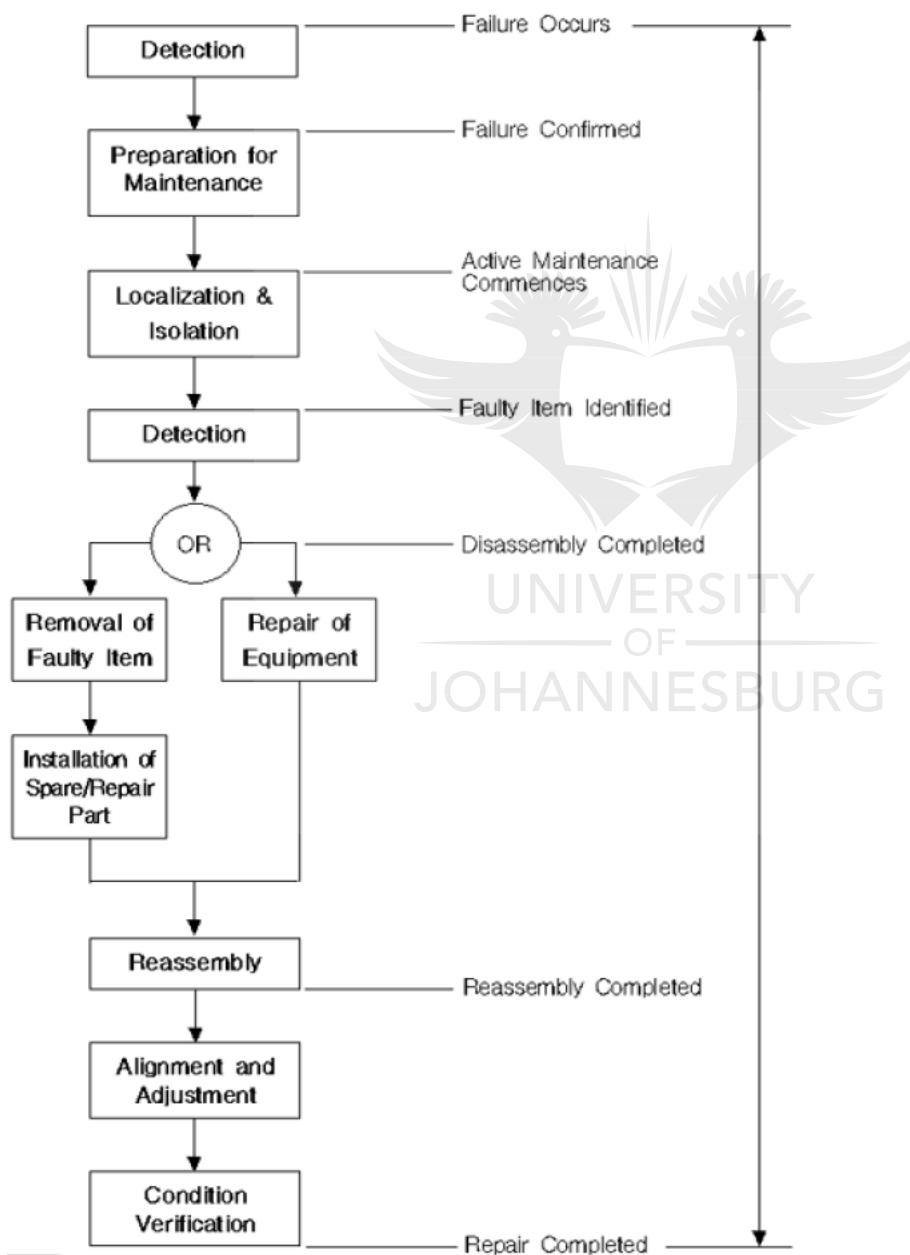 Failure Occurs
Detection
Failure Confirmed
Preparation for
Maintenance
Active Maintenance
Commences
Localization &
Isolation
Faulty Item Identified
Detection
OR
Disassembly Completed
Removal of
Faulty Item
Repair of
Equipment
Installation of
Spare/Repair
Part
Reassembly
Reassembly Completed
Alignment and
Adjustment
Condition
Verification
Repair Completed
UNIVERSITY
OF
JOHANNESBURG